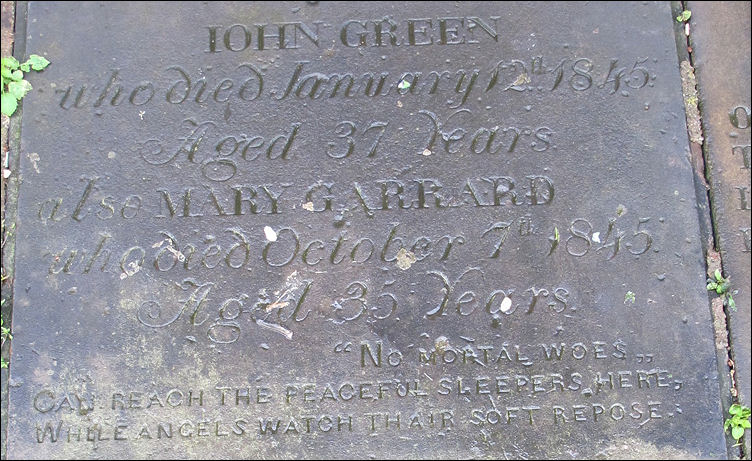 IOHN GREEN
who died January 12th 1845.
Aged 37 Years.
also MARY GARRARD
who died October 7th 1845.
Aged 35 Years.
"No MORTAL WOES,,
CAN REACH THE PEACEFUL SLEEPERS HERE,
WHILE ANGELS WATCH THAIR SOFT REPOSE.